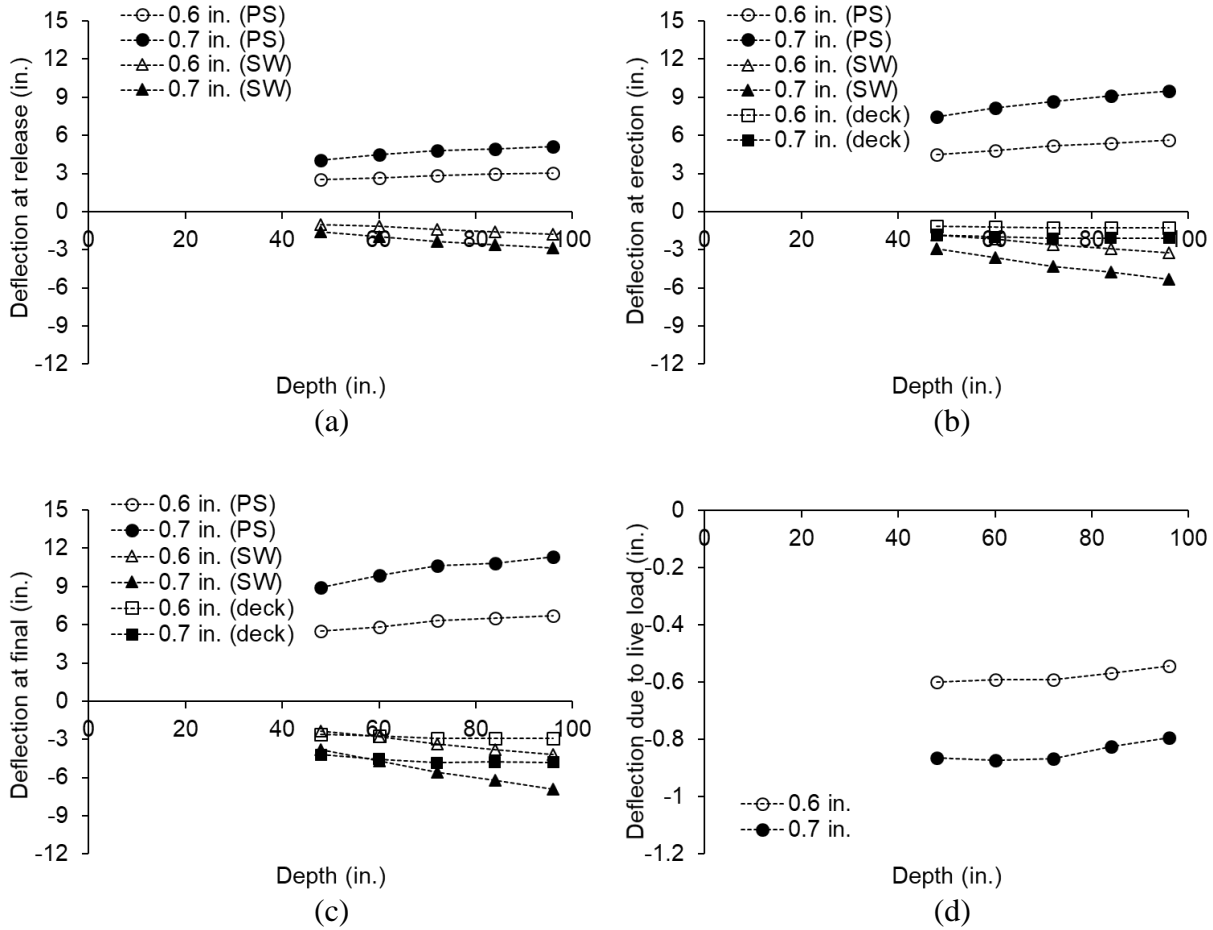 15
12
9
6
3
0
-3
-6
-9
-12
0
20
40
60
80
100
Deflection at release (in.)
Depth (in.)
0.6 in. (PS)
0.7 in. (PS)
0.6 in. (SW)
0.7 in. (SW)
(a)
15
12
9
6
3
0
-3
-6
-9
-12
0
20
40
60
80
100
Deflection at erection (in.)
Depth (in.)
0.6 in. (PS)
0.7 in. (PS)
0.6 in. (SW)
0.7 in. (SW)
0.6 in. (deck)
0.7 in. (deck)
(b)
15
12
9
6
3
0
-3
-6
-9
-12
0
20
40
60
80
100
Deflection at final (in.)
Depth (in.)
0.6 in. (PS)
0.7 in. (PS)
0.6 in. (SW)
0.7 in. (SW)
0.6 in. (deck)
0.7 in. (deck)
(c)
0
-0.2
-0.4
-0.6
-0.8
-1
-1.2
0
20
40
60
80
100
Deflection due to live load (in.)
Depth (in.)
0.6 in.
0.7 in.
(d)